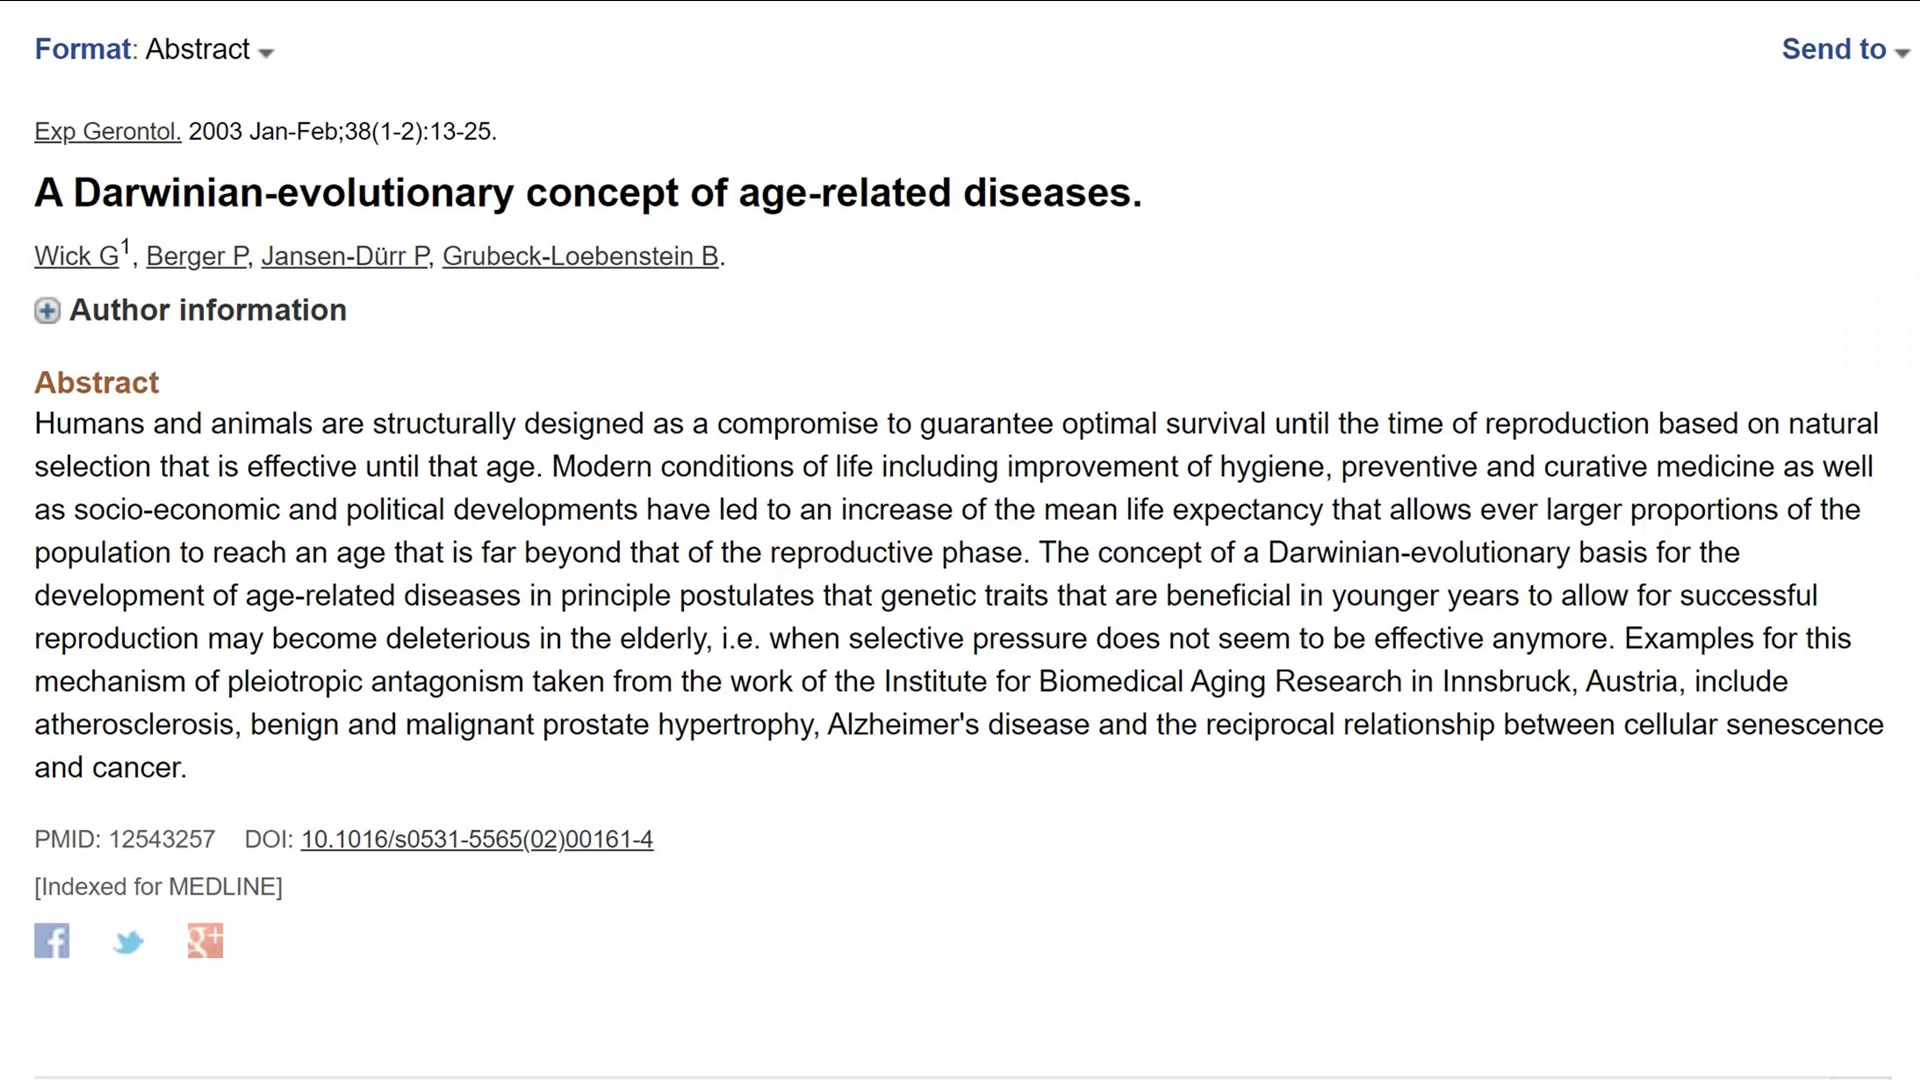 Format: Abstract
Send to
Exp Gerontol. 2003 Jan-Feb;38(1-2):13-25.
A Darwinian-evolutionary concept of age-related diseases.
Wick G1, Berger P, Jansen-Dürr P, Grubeck-Loebenstein B.
Author information
Abstract
Humans and animals are structurally designed as a compromise to guarantee optimal survival until the time of reproduction based on natural
selection that is effective until that age. Modern conditions of life including improvement of hygiene, preventive and curative medicine as well
as socio-economic and political developments have led to an increase of the mean life expectancy that allows ever larger proportions of the
population to reach an age that is far beyond that of the reproductive phase. The concept of a Darwinian-evolutionary basis for the
development of age-related diseases in principle postulates that genetic traits that are beneficial in younger years to allow for successful
reproduction may become deleterious in the elderly, i.e. when selective pressure does not seem to be effective anymore. Examples for this
mechanism of pleiotropic antagonism taken from the work of the Institute for Biomedical Aging Research in Innsbruck, Austria, include
atherosclerosis, benign and malignant prostate hypertrophy, Alzheimer's disease and the reciprocal relationship between cellular senescence
and cancer.
PMID: 12543257 DOI: 10.1016/s0531-5565(02)00161-4
[Indexed for MEDLINE]
f g+